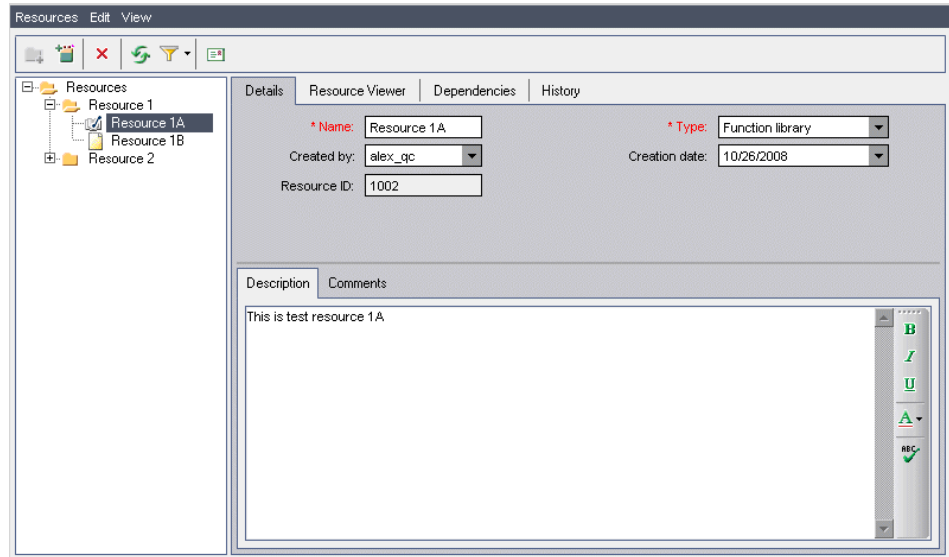 Resources Edit View
Resources
Resource 1
Resource 1A
Resource 1B
Resource 2
Details Resource Viewer Dependencies History
* Name: Resource 1A * Type: Function library
Created by: alex_qc Creation date: 10/26/2008
Resource ID: 1002
Description Comments
This is test resource 1A
B
I
U
A
ABC